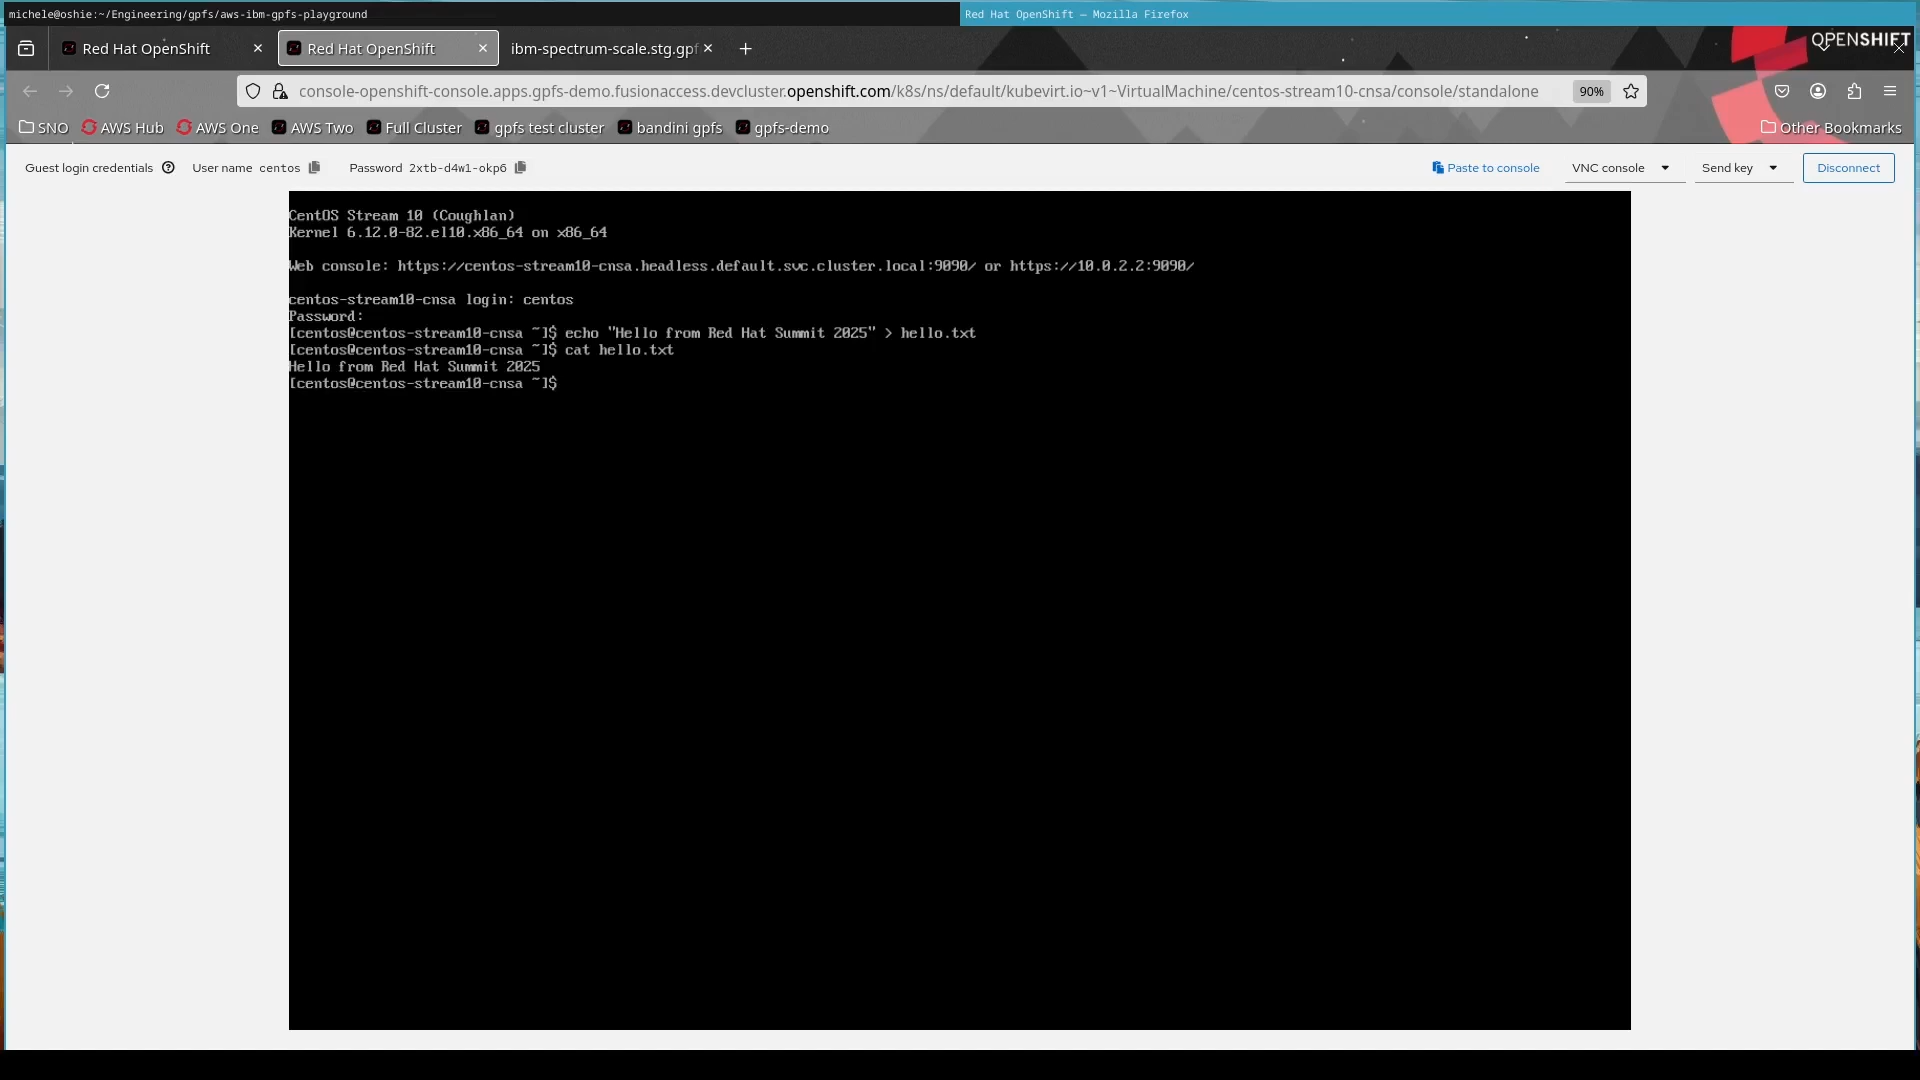 michele@oshie:~/Engineering/gpfs/aws-ibm-gpfs-playground
Red Hat OpenShift — Mozilla Firefox
Red Hat OpenShift
Red Hat OpenShift
ibm-spectrum-scale.stg.gpf
OPENSHIFT
console-openshift-console.apps.gpfs-demo.fusionaccess.devcluster.openshift.com/k8s/ns/default/kubevirt.io~v1~VirtualMachine/centos-stream10-cnsa/console/standalone
90%
SNO AWS Hub AWS One AWS Two Full Cluster gpfs test cluster bandini gpfs gpfs-demo Other Bookmarks
Guest login credentials User name centos Password 2xtb-d4w1-okp6 Paste to console VNC console Send key Disconnect
CentOS Stream 10 (Coughlan)
Kernel 6.12.0-82.el10.x86_64 on x86_64
Web console: https://centos-stream10-cnsa.headless.default.svc.cluster.local:9090/ or https://10.0.2.2:9090/
centos-stream10-cnsa login: centos
Password:
[centos@centos-stream10-cnsa ~]$ echo "Hello from Red Hat Summit 2025" > hello.txt
[centos@centos-stream10-cnsa ~]$ cat hello.txt
Hello from Red Hat Summit 2025
[centos@centos-stream10-cnsa ~]$